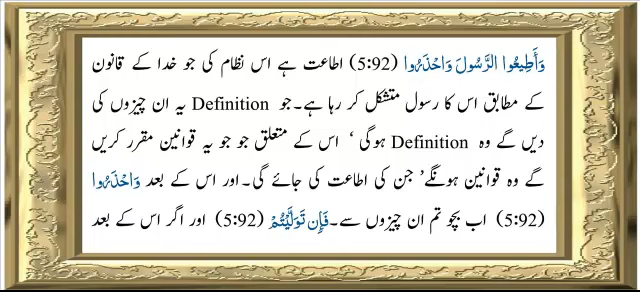 وَأَطِيعُوا الرَّسُولَ وَاحْذَرُوا (5:92) اطاعت ہے اس نظام کی جو خدا کے قانون
کے مطابق اس کا رسول متشکل کر رہا ہے۔جو Definition یہ ان چیزوں کی
دیں گے وہ Definition ہوگی ‘ اس کے متعلق جو جو یہ قوانین مقرر کریں
گے وہ قوانین ہونگے’ جن کی اطاعت کی جائے گی۔اور اس کے بعد وَاحْذَرُوا
(5:92) اب بچو تم ان چیزوں سے۔فَإِن تَوَلَّيْتُمْ (5:92) اور اگر اس کے بعد